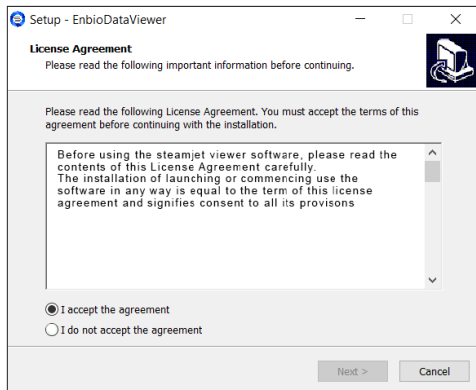 Setup - EnbioDataViewer
License Agreement
Please read the following important information before continuing.
Please read the following License Agreement. You must accept the terms of this
agreement before continuing with the installation.
Before using the steamjet viewer software, please read the
contents of this License Agreement carefully.
The installation of launching or commencing use the
software in any way is equal to the term of this license
agreement and signifies consent to all its provisons
I accept the agreement
I do not accept the agreement
Next >
Cancel